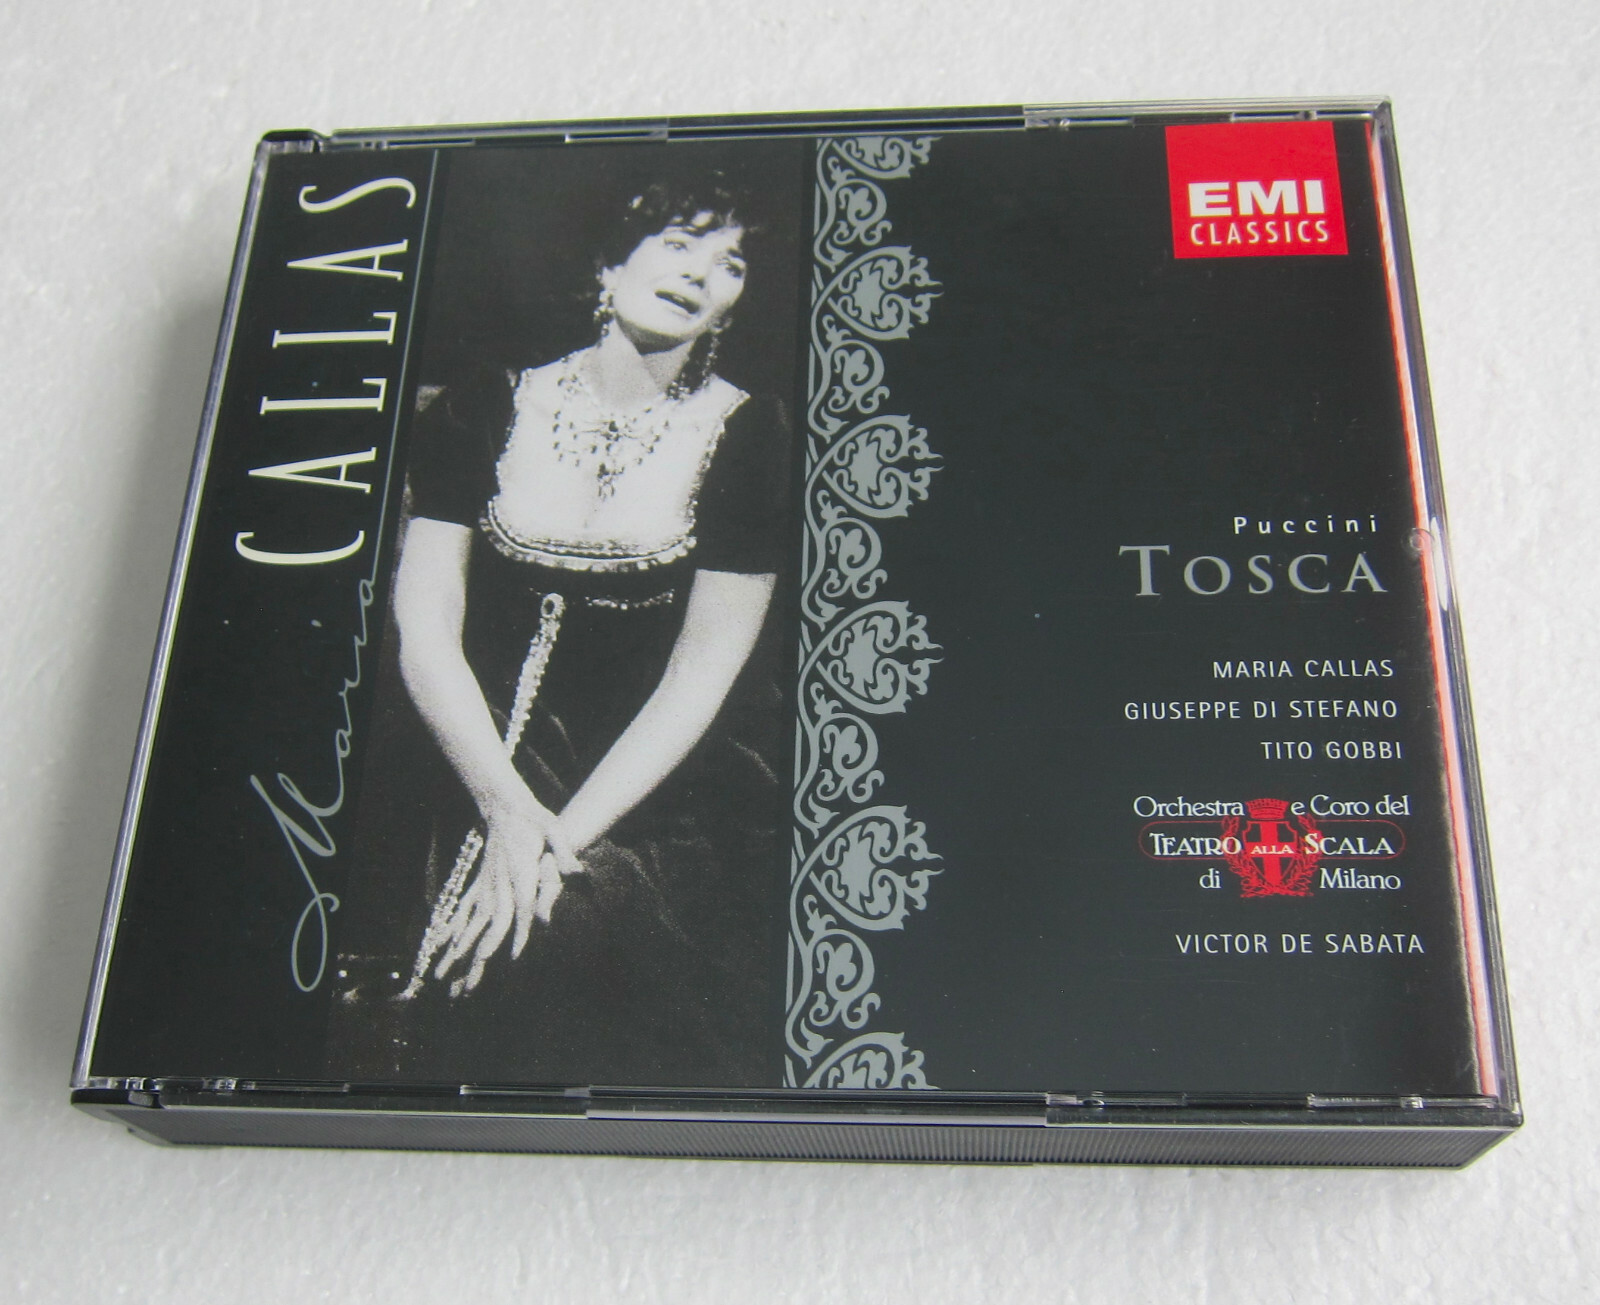 Maria CALLAS
EMI
CLASSICS
Puccini
TOSCA
MARIA CALLAS
GIUSEPPE DI STEFANO
TITO GOBBI
Orchestra e Coro del
TEATRO ALLA SCALA
di Milano
VICTOR DE SABATA